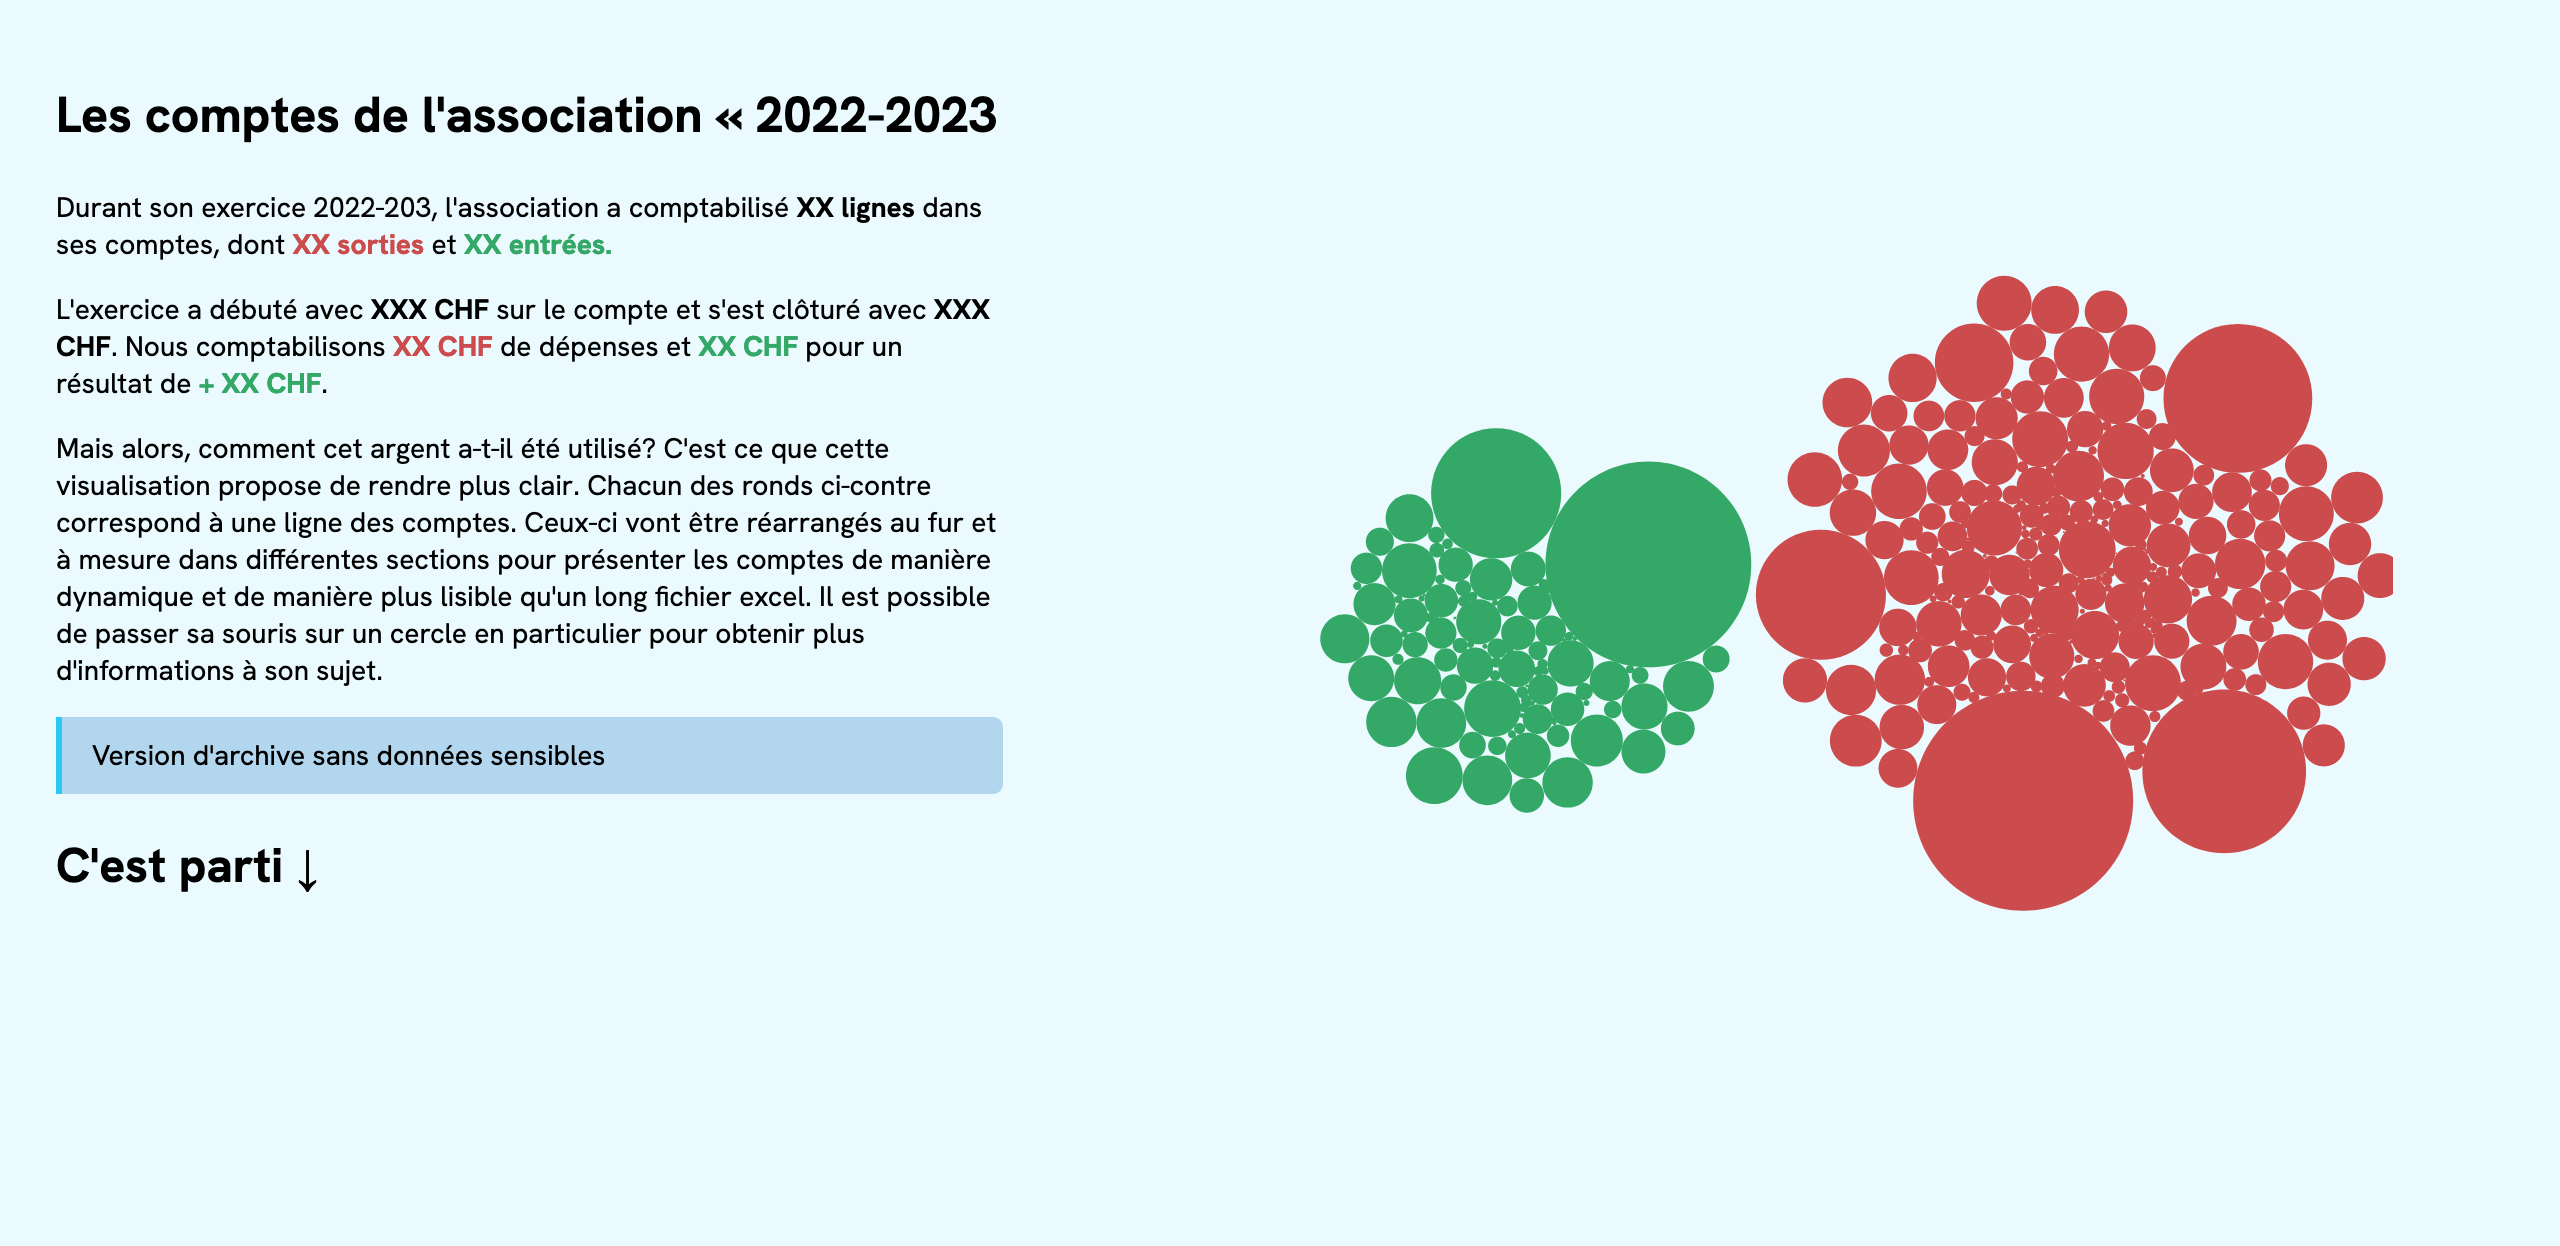 Les comptes de l'association « 2022-2023
Durant son exercice 2022-203, l'association a comptabilisé XX lignes dans
ses comptes, dont XX sorties et XX entrées.
L'exercice a débuté avec XXX CHF sur le compte et s'est clôturé avec XXX
CHF. Nous comptabilisons XX CHF de dépenses et XX CHF pour un
résultat de + XX CHF.
Mais alors, comment cet argent a-t-il été utilisé? C'est ce que cette
visualisation propose de rendre plus clair. Chacun des ronds ci-contre
correspond à une ligne des comptes. Ceux-ci vont être réarrangés au fur et
à mesure dans différentes sections pour présenter les comptes de manière
dynamique et de manière plus lisible qu'un long fichier excel. Il est possible
de passer sa souris sur un cercle en particulier pour obtenir plus
d'informations à son sujet.
Version d'archive sans données sensibles
C'est parti ↓